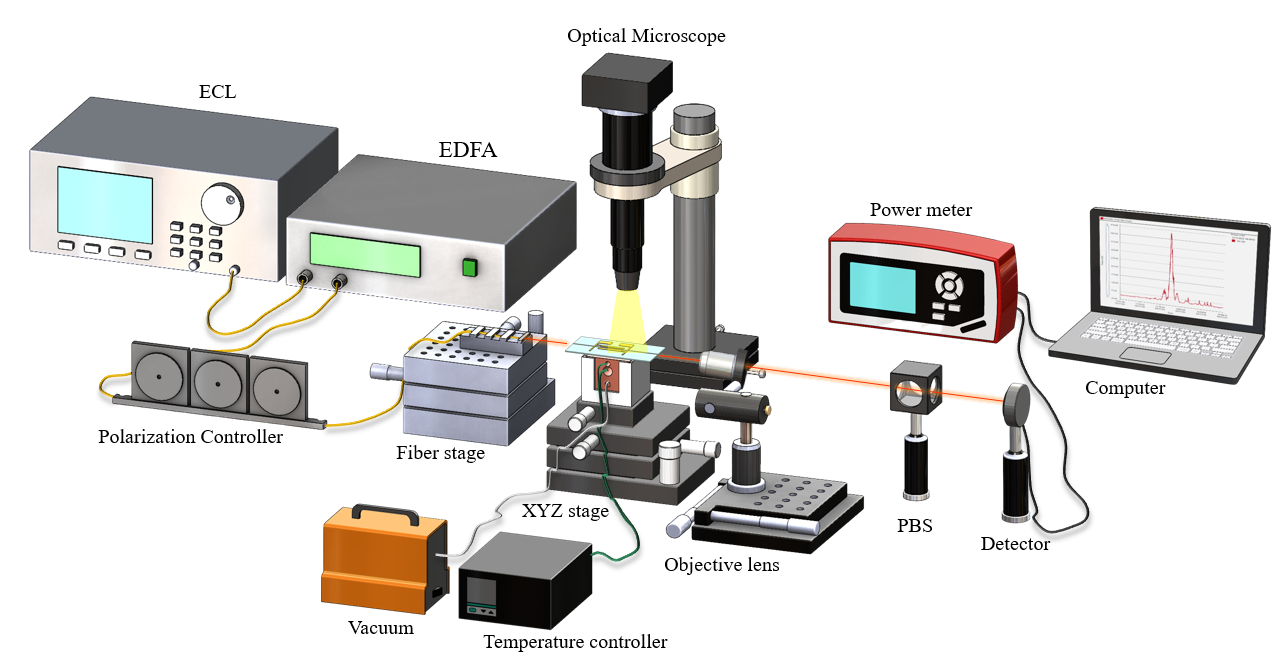 Optical Microscope
ECL
EDFA
Power meter
Computer
Polarization Controller
Fiber stage
XYZ stage
PBS
Detector
Objective lens
Vacuum
Temperature controller